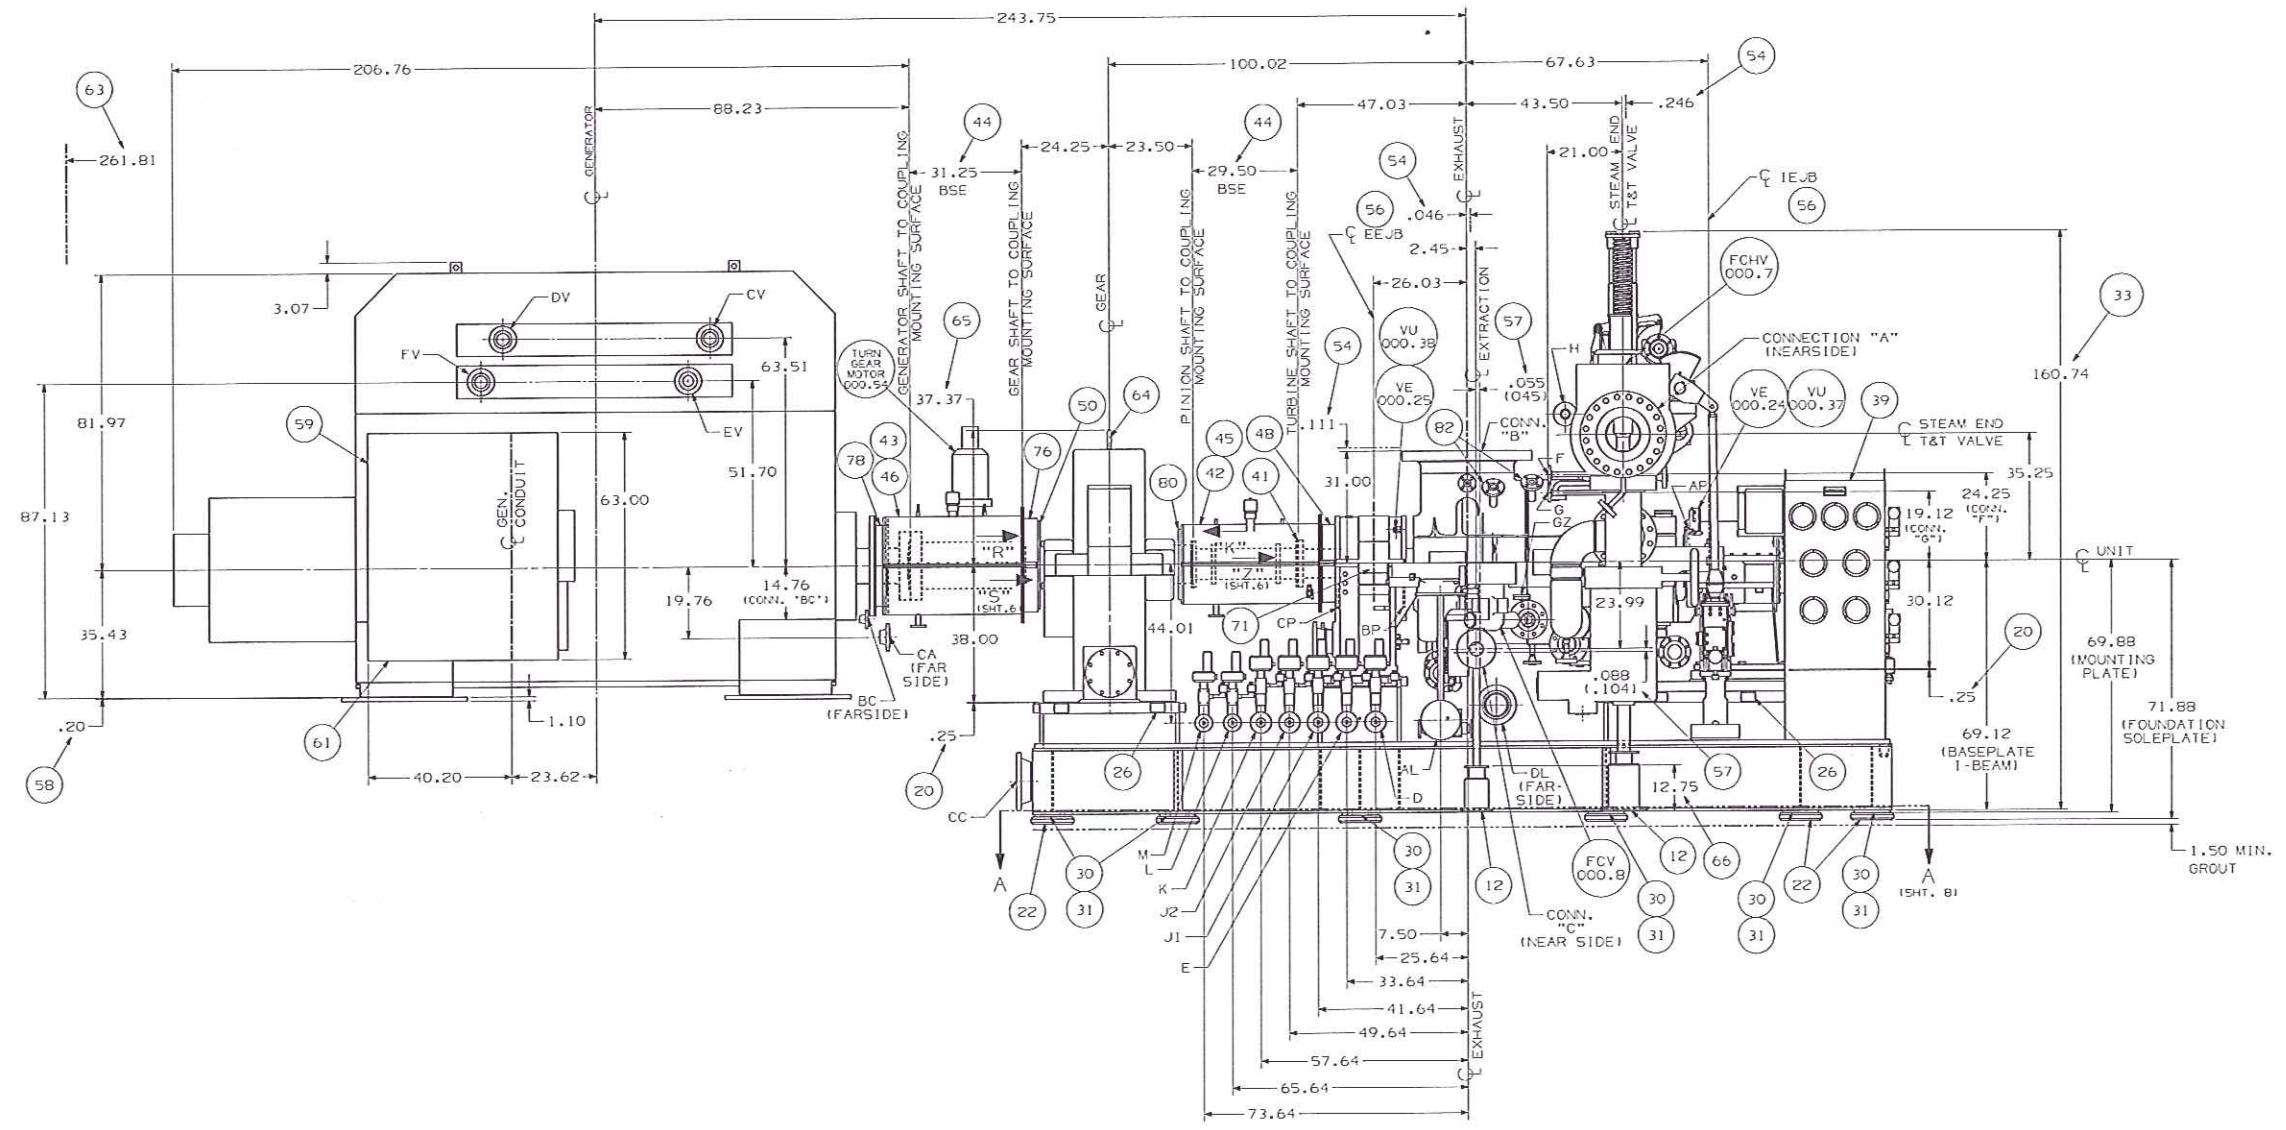 243.75
206.76
100.02
67.63
54
63
88.23
47.03
43.50
.246
44
44
261.81
GENERATOR
24.25
23.50
31.25
BSE
29.50
BSE
54
EXHAUST
21.00
STEAM END
T&T VALVE
℄ IEJB
56
GENERATOR SHAFT TO COUPLING
MOUNTING SURFACE
GEAR SHAFT TO COUPLING
MOUNTING SURFACE
PINION SHAFT TO COUPLING
MOUNTING SURFACE
TURBINE SHAFT TO COUPLING
MOUNTING SURFACE
56
.046
℄ EEJB
2.45
26.03
EXTRACTION
FCHV
000.7
33
3.07
DV
CV
65
GEAR
VU
000.38
57
CONNECTION "A"
(NEARSIDE)
FV
63.51
TURN
GEAR
MOTOR
000.54
54
H
160.74
VE
000.25
.055
(045)
VE
000.24
VU
000.37
39
37.37
50
64
81.97
59
EV
.111
82
CONN.
"B"
℄ STEAM END
T&T VALVE
43
78
46
76
45
48
42
41
80
F
51.70
31.00
35.25
63.00
AP
24.25
(CONN.
"F")
19.12
(CONN.
"G")
G
GZ
87.13
GEN.
CONDUIT
"R"
"K"
"Z"
(SHT.6)
"S"
(SHT.6)
℄ UNIT
14.76
(CONN. "BC")
19.76
23.99
30.12
35.43
38.00
44.01
71
CP
BP
20
CA
(FAR
SIDE)
69.88
(MOUNTING
PLATE)
BC
(FARSIDE)
.088
(.104)
.25
.20
1.10
61
.25
71.88
(FOUNDATION
SOLEPLATE)
69.12
(BASEPLATE
I-BEAM)
58
40.20
23.62
20
26
AL
D
DL
(FAR-
SIDE)
57
26
12.75
CC
M
L
K
J2
J1
E
A
22
30
31
30
31
12
FCV
000.8
12
66
30
31
30
31
22
30
31
A
(SHT. 8)
1.50 MIN.
GROUT
CONN.
"C"
(NEAR SIDE)
7.50
25.64
33.64
41.64
49.64
57.64
65.64
73.64
EXHAUST